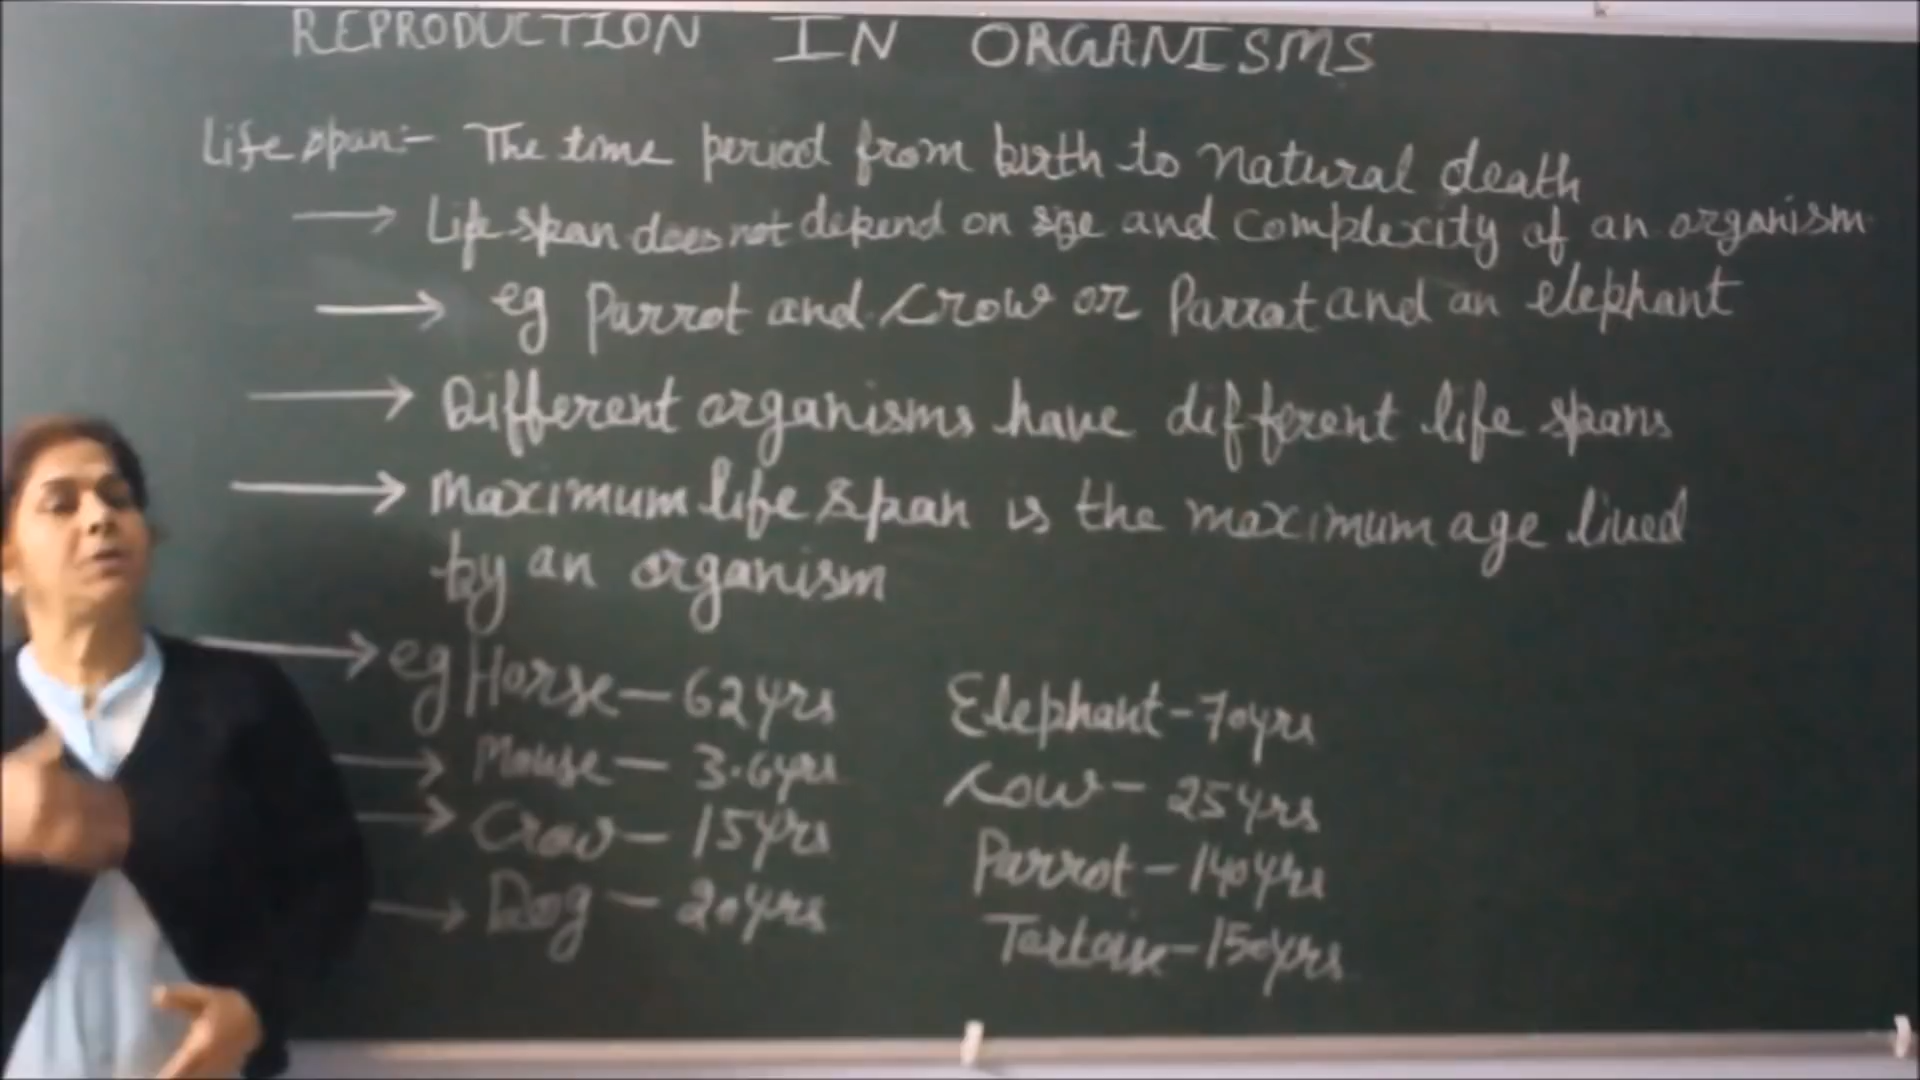 REPRODUCTION IN ORGANISMS
Life span:- The time period from birth to natural death
→ Life span does not depend on size and complexity of an organism
→ eg Parrot and Crow or Parrot and an elephant
→ Different organisms have different life spans
→ Maximum life span is the maximum age lived
by an organism
→ eg Horse - 62 yrs Elephant - 70 yrs
→ Mouse - 3.6 yrs Cow - 25 yrs
→ Crow - 15 yrs Parrot - 140 yrs
→ Dog - 20 yrs Tortoise - 150 yrs